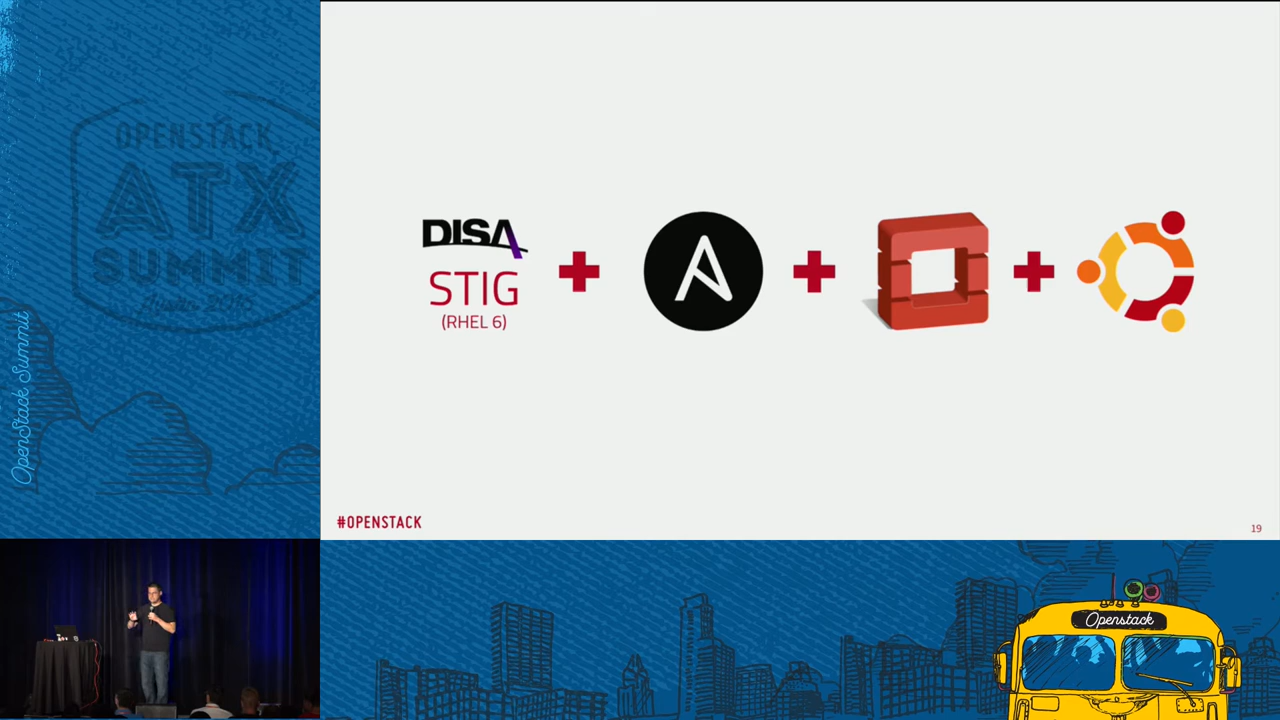 OPENSTACK
ATX
SUMMIT
OpenStack Summit
DISA
STIG
(RHEL 6)
#OPENSTACK
19
Openstack